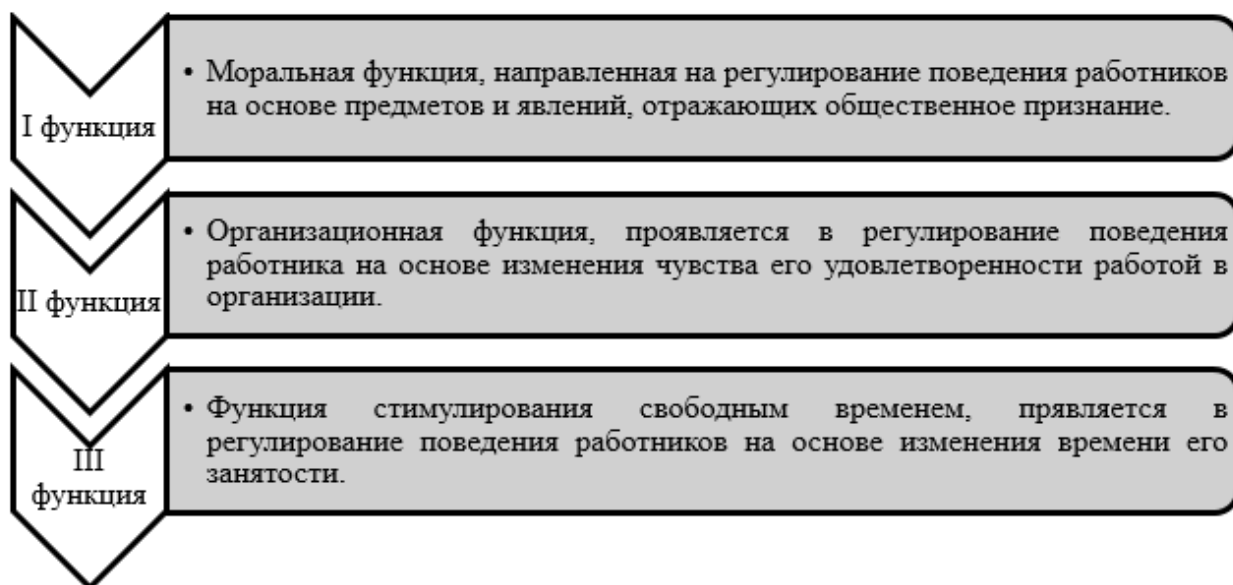 I функция
• Моральная функция, направленная на регулирование поведения работников
на основе предметов и явлений, отражающих общественное признание.
II функция
• Организационная функция, проявляется в регулирование поведения
работника на основе изменения чувства его удовлетворенности работой в
организации.
III
функция
• Функция стимулирования свободным временем, прявляется в
регулирование поведения работников на основе изменения времени его
занятости.